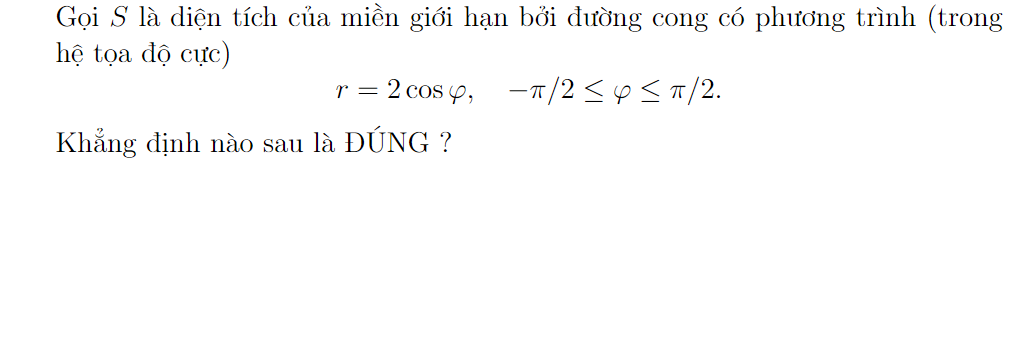 Gọi S là diện tích của miền giới hạn bởi đường cong có phương trình (trong
hệ tọa độ cực)
r = 2 cos φ, −π/2 ≤ φ ≤ π/2.
Khẳng định nào sau là ĐÚNG ?